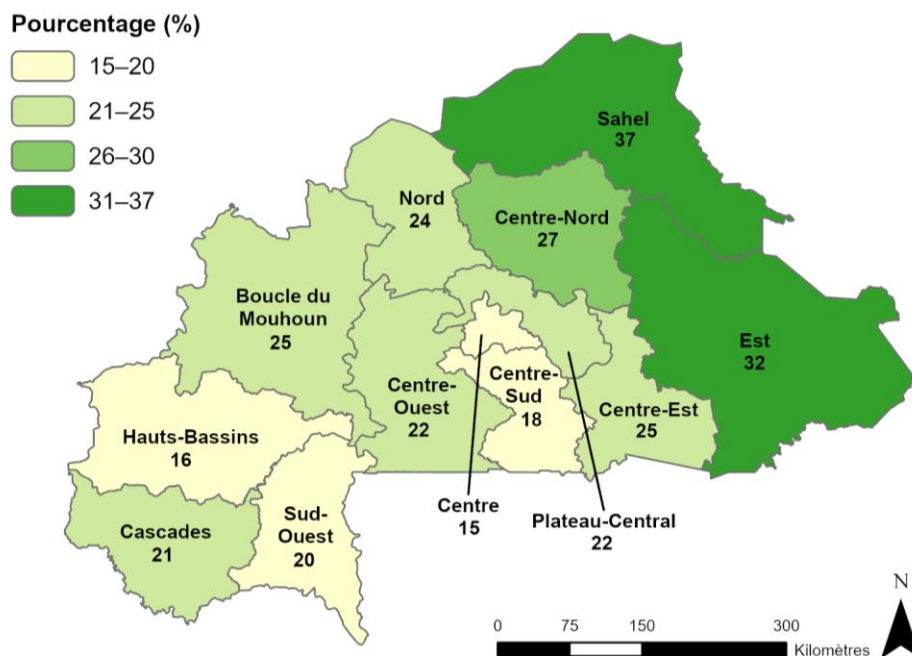 Pourcentage (%)
15–20
21–25
26–30
31–37
Sahel
37
Nord
24
Centre-Nord
27
Boucle du
Mouhoun
25
Est
32
Centre-
Ouest
22
Centre-
Sud
18
Centre-Est
25
Hauts-Bassins
16
Centre
15
Plateau-Central
22
Cascades
21
Sud-
Ouest
20
N
0 75 150 300
Kilomètres